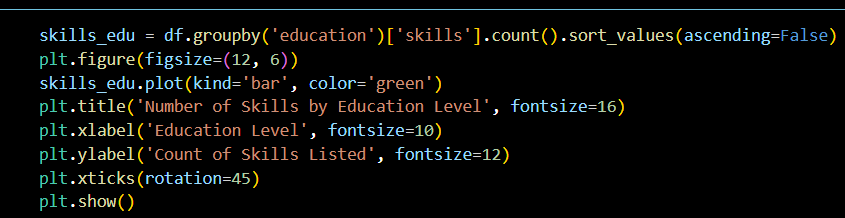 skills_edu = df.groupby('education')['skills'].count().sort_values(ascending=False)
plt.figure(figsize=(12, 6))
skills_edu.plot(kind='bar', color='green')
plt.title('Number of Skills by Education Level', fontsize=16)
plt.xlabel('Education Level', fontsize=10)
plt.ylabel('Count of Skills Listed', fontsize=12)
plt.xticks(rotation=45)
plt.show()